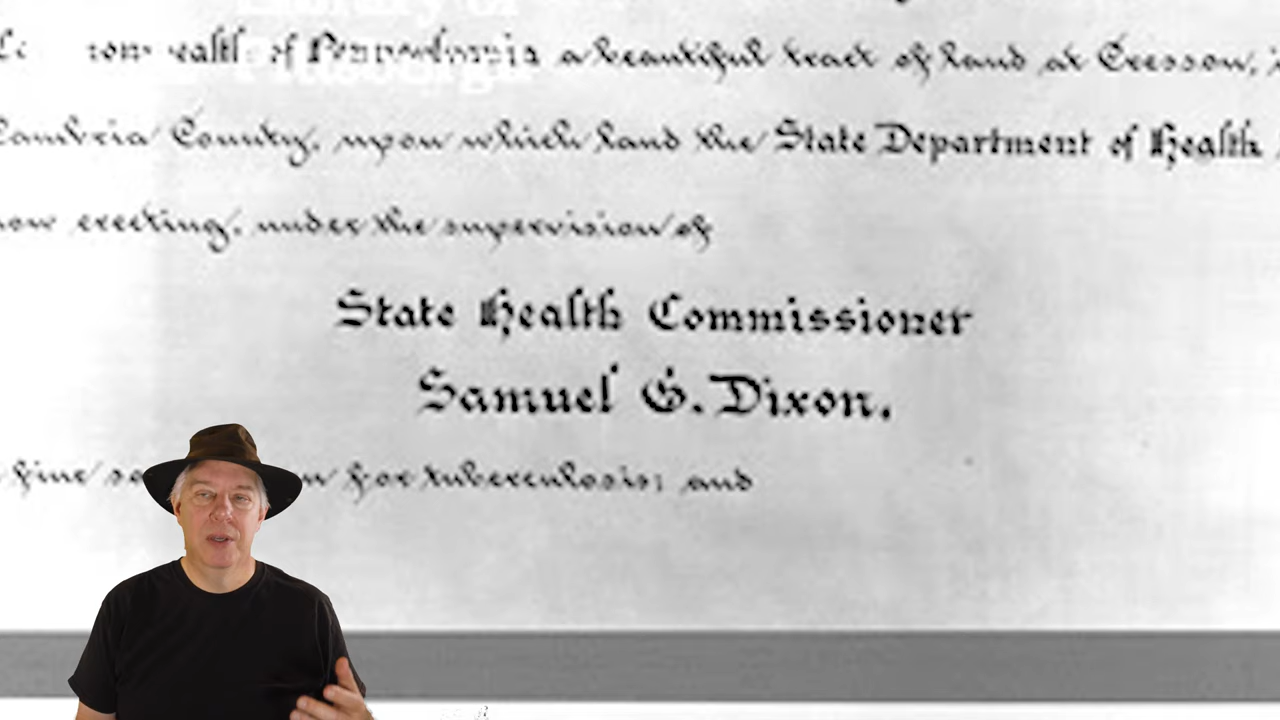 of Pennsylvania a beautiful tract of land at Cresson,
Cambria County, upon which land the State Department of Health
now erecting, under the supervision of
State Health Commissioner
Samuel G. Dixon.
fine for tuberculosis; and